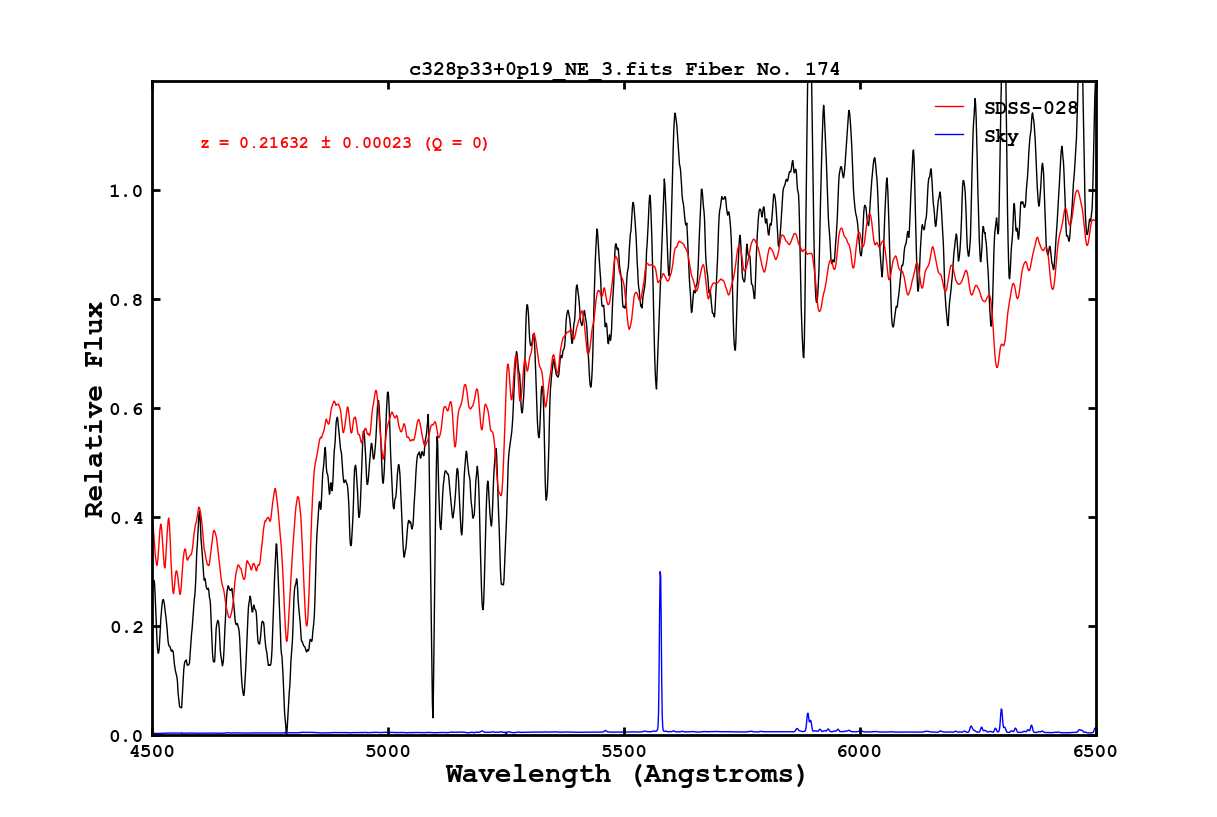 c328p33+0p19_NE_3.fits Fiber No. 174
z = 0.21632 ± 0.00023 (Q = 0)
SDSS-028
Sky
1.0
0.8
0.6
0.4
0.2
0.0
Relative Flux
4500 5000 5500 6000 6500
Wavelength (Angstroms)